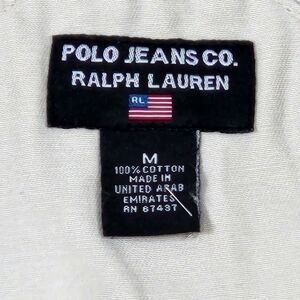 POLO JEANS CO.
RALPH LAUREN
RL
M
100% COTTON
MADE IN
UNITED ARAB
EMIRATES
RN 67437